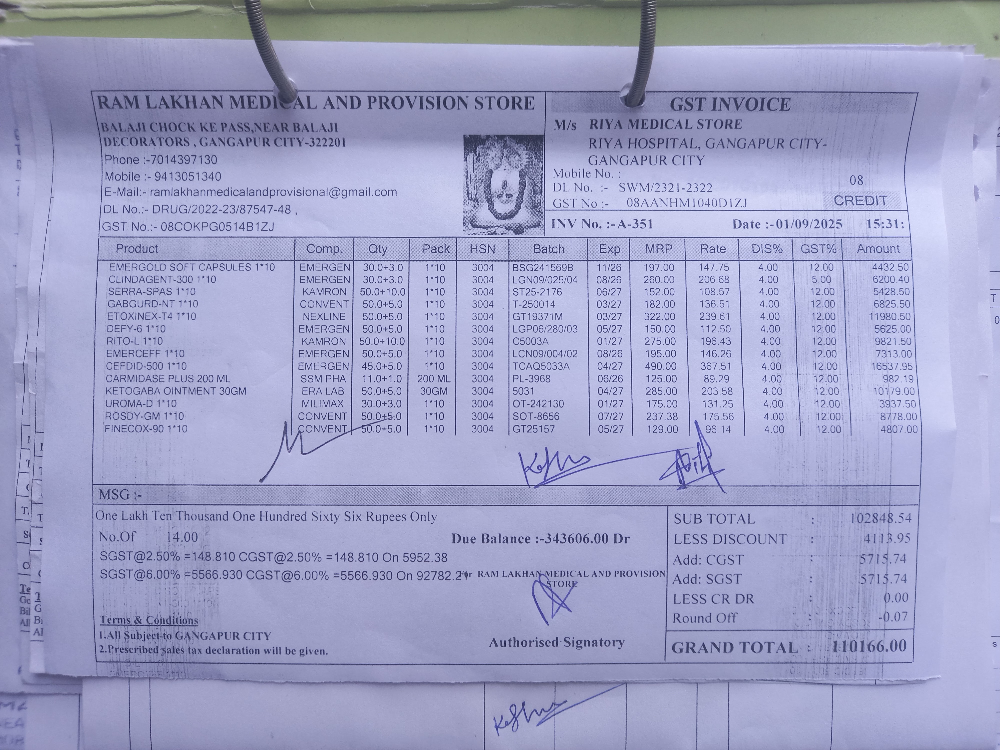 RAM LAKHAN MEDICAL AND PROVISION STORE
BALAJI CHOCK KE PASS,NEAR BALAJI
DECORATORS , GANGAPUR CITY-322201
Phone :-7014397130
Mobile :- 9413051340
E-Mail:- ramlakhanmedicalandprovisional@gmail.com
DL No.:- DRUG/2022-23/87547-48 ,
GST No.:- 08COKPG0514B1ZJ
GST INVOICE
M/s RIYA MEDICAL STORE
RIYA HOSPITAL, GANGAPUR CITY-
GANGAPUR CITY
Mobile No. :
DL No. :- SWM/2321-2322
08
GST No :- 08AANHM1040D1ZJ CREDIT
INV No. :-A-351 Date :-01/09/2025 15:31:
Product Comp. Qty Pack HSN Batch Exp MRP Rate DIS% GST% Amount
EMERGOLD SOFT CAPSULES 1*10 EMERGEN 30.0+3.0 1*10 3004 BSG241569B 11/26 197.00 147.75 4.00 12.00 4432.50
CLINDAGENT-300 1*10 EMERGEN 30.0+3.0 1*10 3004 LGN09/025/04 08/26 206.68 4.00 5.00 6200.40
SERRA-SPAS 1*10 KAMRON 50.0+10.0 1*10 3004 ST25-2176 06/27 152.00 108.57 4.00 12.00 5428.50
GABGURD-NT 1*10 CONVENT 50.0+5.0 1*10 3004 T-250014 03/27 182.00 136.51 4.00 12.00 6825.50
ETOXINEX-T4 1*10 NEXLINE 50.0+5.0 1*10 3004 GT19371M 03/27 322.00 239.61 4.00 12.00 11980.50
DEFY-6 1*10 EMERGEN 50.0+5.0 1*10 3004 LGP06/280/03 05/27 150.00 112.50 4.00 12.00 5625.00
RITO-L 1*10 KAMRON 50.0+10.0 1*10 3004 C5003A 01/27 275.00 196.43 4.00 12.00 9821.50
EMERCEFF 1*10 EMERGEN 50.0+5.0 1*10 3004 LCN09/004/02 08/26 195.00 146.26 4.00 12.00 7313.00
CEFDID-500 1*10 EMERGEN 45.0+5.0 1*10 3004 TCAQ5033A 04/27 490.00 367.51 4.00 12.00 16537.95
CARMIDASE PLUS 200 ML SSM PHA 11.0+1.0 200 ML 3004 PL-3968 06/26 125.00 89.29 4.00 12.00 982.19
KETOGABA OINTMENT 30GM ERA LAB 50.0+5.0 30GM 3004 5031 04/27 285.00 203.58 4.00 12.00 10179.00
UROMA-D 1*10 30.0+3.0 1*10 3004 OT-242130 01/27 175.00 131.25 4.00 12.00 3937.50
ROSDY-GM 1*10 CONVENT 50.0+5.0 1*10 3004 SOT-8656 07/27 237.38 175.56 4.00 12.00 8778.00
FINECOX-90 1*10 CONVENT 50.0+5.0 1*10 3004 GT25157 05/27 129.00 96.14 4.00 12.00 4807.00
MSG :-
One Lakh Ten Thousand One Hundred Sixty Six Rupees Only
No.Of 14.00 Due Balance :-343606.00 Dr
SGST@2.50% =148.810 CGST@2.50% =148.810 On 5952.38
SGST@6.00% =5566.930 CGST@6.00% =5566.930 On 92782.2
RAM LAKHAN MEDICAL AND PROVISION
STORE
Terms & Conditions
1.All Subject to GANGAPUR CITY
2.Prescribed sales tax declaration will be given.
Authorised Signatory
SUB TOTAL : 102848.54
LESS DISCOUNT : 4113.95
Add: CGST : 5715.74
Add: SGST : 5715.74
LESS CR DR : 0.00
Round Off : -0.07
GRAND TOTAL : 110166.00